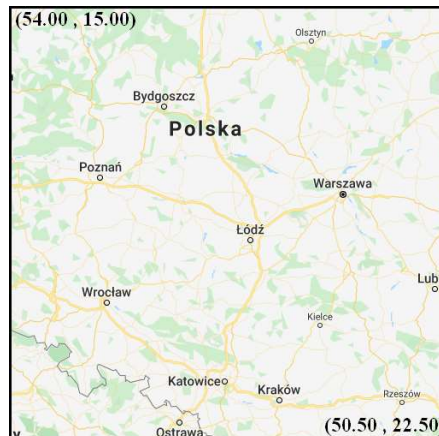 (54.00 , 15.00)
Olsztyn
Bydgoszcz
Polska
Poznań
Warszawa
Łódź
Lub
Wrocław
Kielce
Katowice
Kraków
Rzeszów
(50.50 , 22.50)
Ostrawa
y